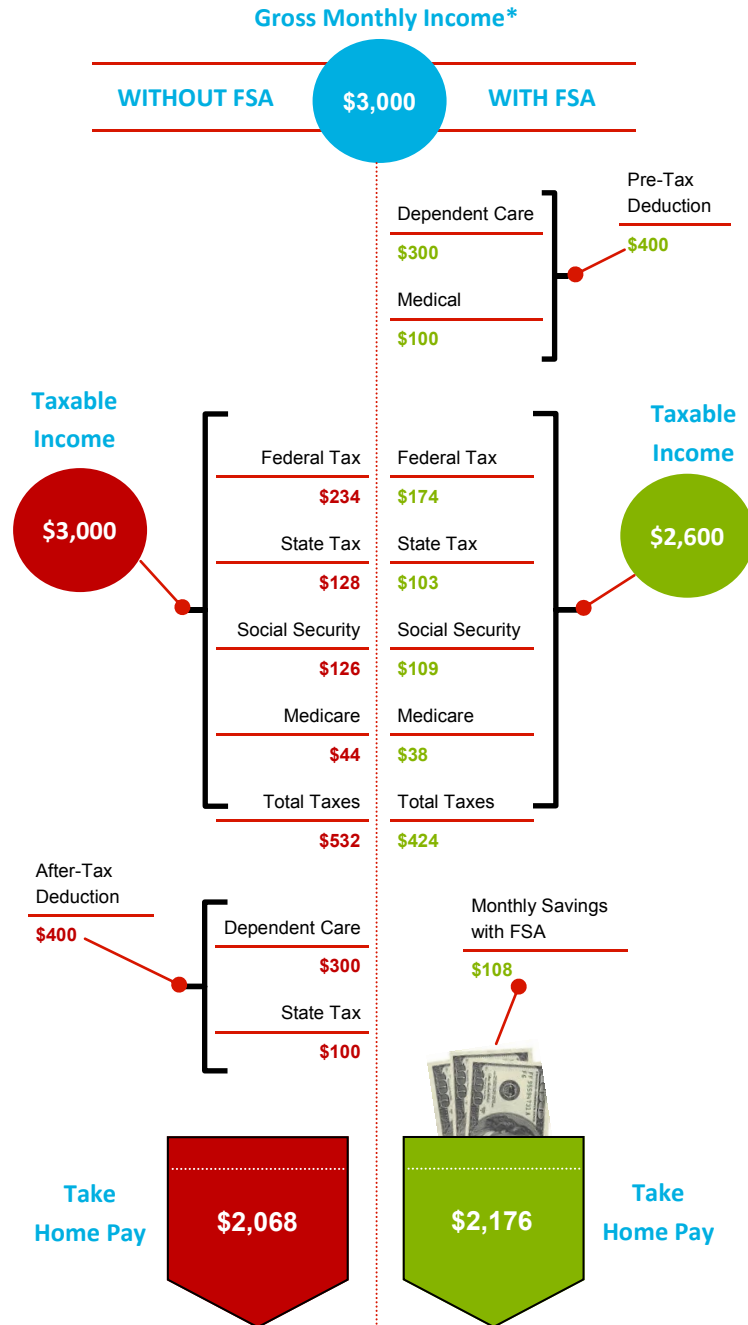 Gross Monthly Income*
WITHOUT FSA
$3,000
WITH FSA
Dependent Care
$300
Medical
$100
Pre-Tax
Deduction
$400
Taxable
Income
$3,000
Federal Tax
$234
State Tax
$128
Social Security
$126
Medicare
$44
Total Taxes
$532
Federal Tax
$174
State Tax
$103
Social Security
$109
Medicare
$38
Total Taxes
$424
Taxable
Income
$2,600
After-Tax
Deduction
$400
Dependent Care
$300
State Tax
$100
Monthly Savings
with FSA
$108
Take
Home Pay
$2,068
$2,176
Take
Home Pay